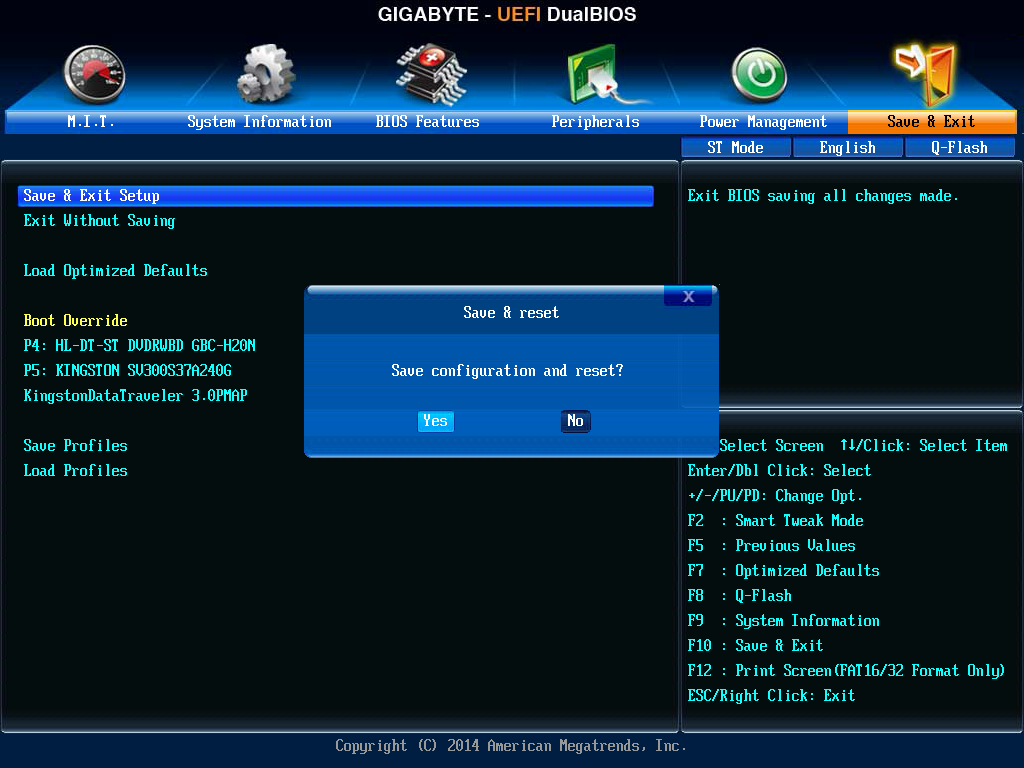 GIGABYTE - UEFI DualBIOS
M.I.T. System Information BIOS Features Peripherals Power Management Save & Exit
ST Mode English Q-Flash
Save & Exit Setup
Exit Without Saving
Load Optimized Defaults
Boot Override
P4: HL-DT-ST DVDRWBD GBC-H20N
P5: KINGSTON SV300S37A240G
KingstonDataTraveler 3.0PMAP
Save Profiles
Load Profiles
Exit BIOS saving all changes made.
X
Save & reset
Save configuration and reset?
Yes No
Select Screen ↑↓/Click: Select Item
Enter/Dbl Click: Select
+/-/PU/PD: Change Opt.
F2 : Smart Tweak Mode
F5 : Previous Values
F7 : Optimized Defaults
F8 : Q-Flash
F9 : System Information
F10 : Save & Exit
F12 : Print Screen(FAT16/32 Format Only)
ESC/Right Click: Exit
Copyright (C) 2014 American Megatrends, Inc.